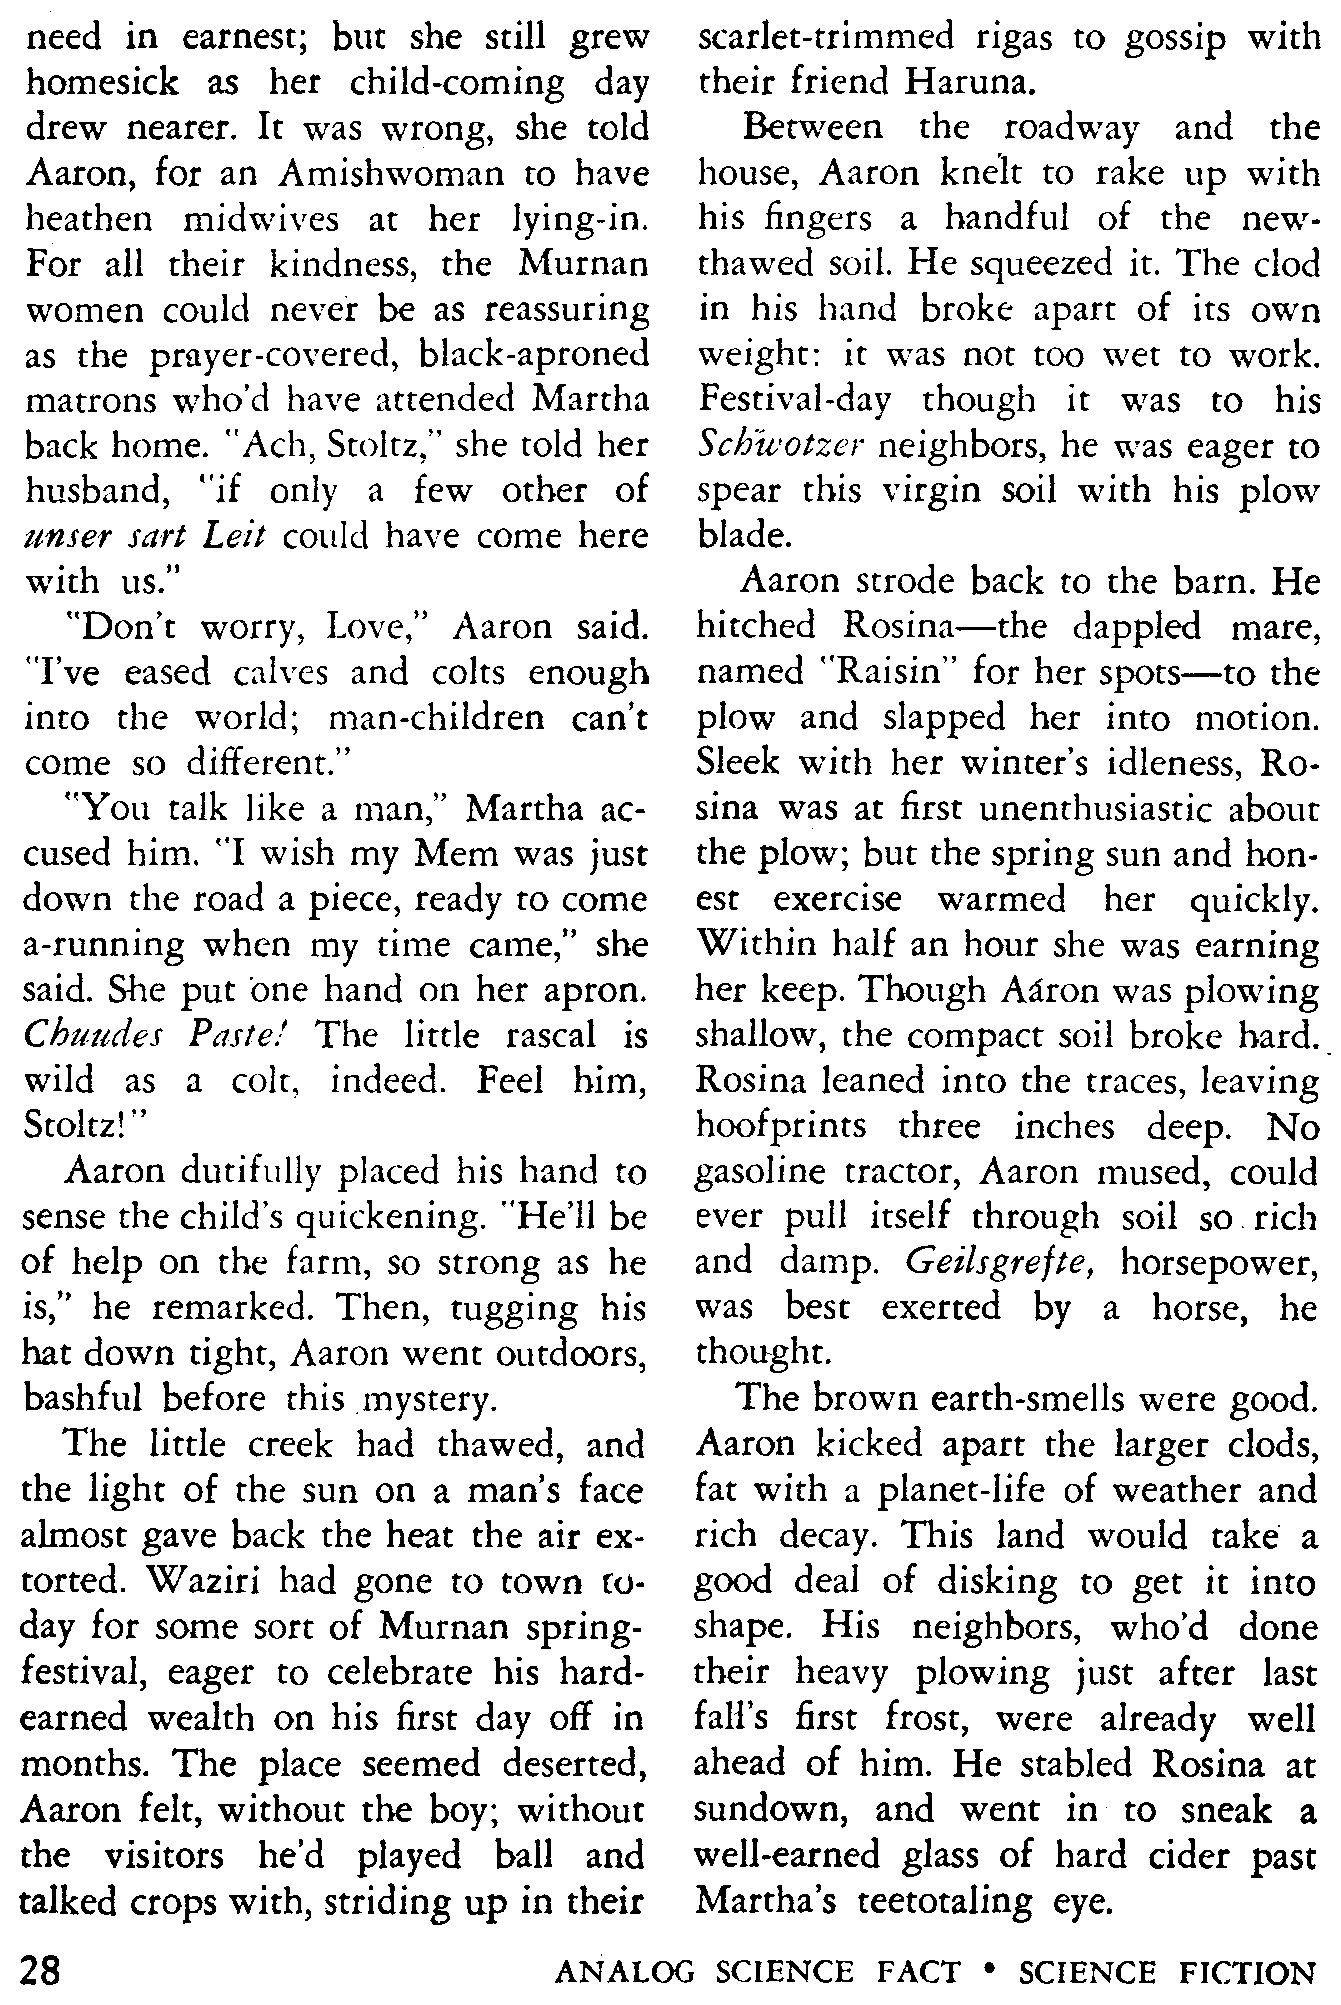 need in earnest; but she still grew
homesick as her child-coming day
drew nearer. It was wrong, she told
Aaron, for an Amishwoman to have
heathen midwives at her lying-in.
For all their kindness, the Murnan
women could never be as reassuring
as the prayer-covered, black-aproned
matrons who'd have attended Martha
back home. "Ach, Stoltz," she told her
husband, "if only a few other of
unser sart Leit could have come here
with us."
"Don't worry, Love," Aaron said.
"I've eased calves and colts enough
into the world; man-children can't
come so different."
"You talk like a man," Martha ac-
cused him. "I wish my Mem was just
down the road a piece, ready to come
a-running when my time came," she
said. She put one hand on her apron.
Chuudes Paste! The little rascal is
wild as a colt, indeed. Feel him,
Stoltz!"
Aaron dutifully placed his hand to
sense the child's quickening. "He'll be
of help on the farm, so strong as he
is," he remarked. Then, tugging his
hat down tight, Aaron went outdoors,
bashful before this mystery.
The little creek had thawed, and
the light of the sun on a man's face
almost gave back the heat the air ex-
torted. Waziri had gone to town to-
day for some sort of Murnan spring-
festival, eager to celebrate his hard-
earned wealth on his first day off in
months. The place seemed deserted,
Aaron felt, without the boy; without
the visitors he'd played ball and
talked crops with, striding up in their
scarlet-trimmed rigas to gossip with
their friend Haruna.
Between the roadway and the
house, Aaron knelt to rake up with
his fingers a handful of the new-
thawed soil. He squeezed it. The clod
in his hand broke apart of its own
weight: it was not too wet to work.
Festival-day though it was to his
Schwotzer neighbors, he was eager to
spear this virgin soil with his plow
blade.
Aaron strode back to the barn. He
hitched Rosina—the dappled mare,
named "Raisin" for her spots—to the
plow and slapped her into motion.
Sleek with her winter's idleness, Ro-
sina was at first unenthusiastic about
the plow; but the spring sun and hon-
est exercise warmed her quickly.
Within half an hour she was earning
her keep. Though Aaron was plowing
shallow, the compact soil broke hard.
Rosina leaned into the traces, leaving
hoofprints three inches deep. No
gasoline tractor, Aaron mused, could
ever pull itself through soil so rich
and damp. Geilsgrefte, horsepower,
was best exerted by a horse, he
thought.
The brown earth-smells were good.
Aaron kicked apart the larger clods,
fat with a planet-life of weather and
rich decay. This land would take a
good deal of disking to get it into
shape. His neighbors, who'd done
their heavy plowing just after last
fall's first frost, were already well
ahead of him. He stabled Rosina at
sundown, and went in to sneak a
well-earned glass of hard cider past
Martha's teetotaling eye.
28 ANALOG SCIENCE FACT • SCIENCE FICTION